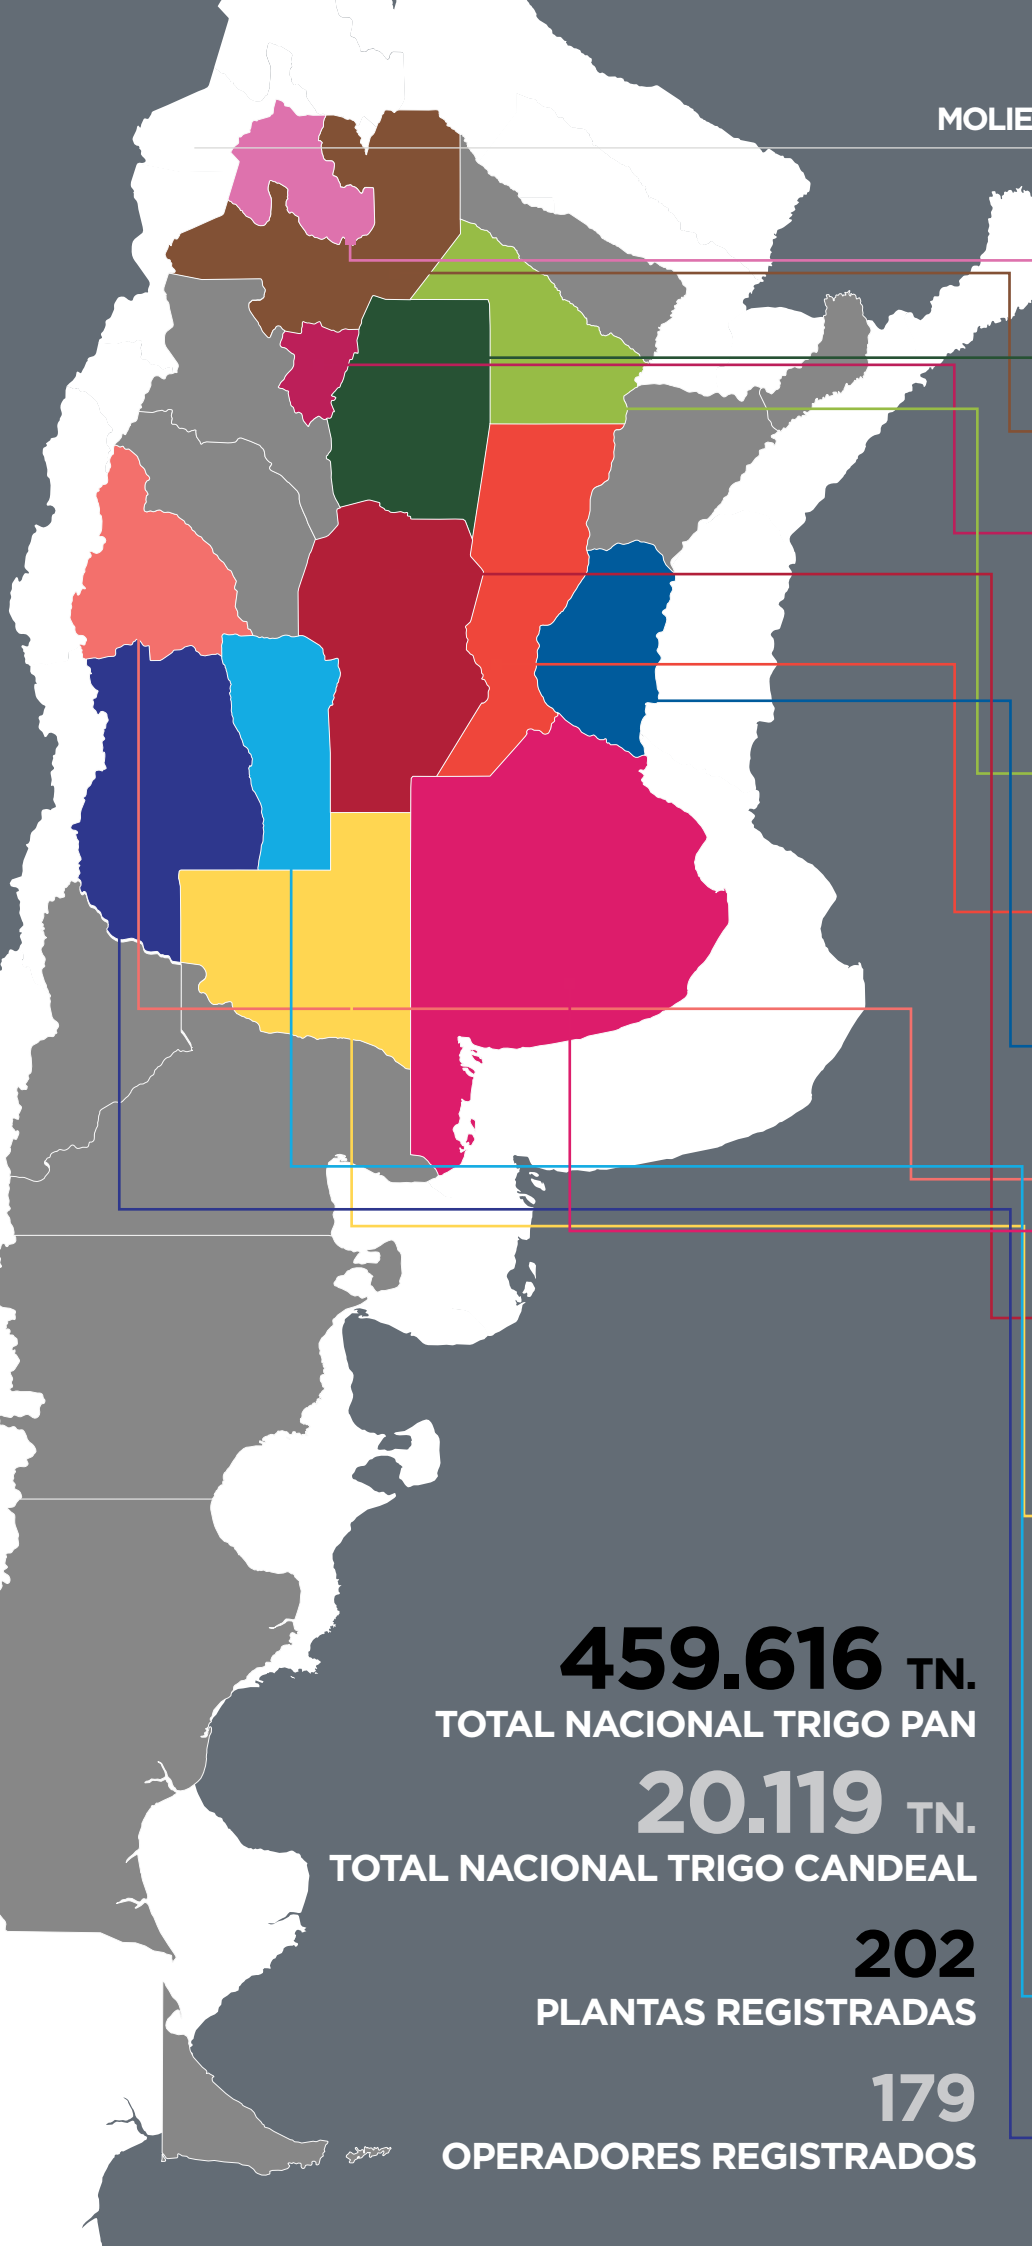 MOLIE
459.616 TN.
TOTAL NACIONAL TRIGO PAN
20.119 TN.
TOTAL NACIONAL TRIGO CANDEAL
202
PLANTAS REGISTRADAS
179
OPERADORES REGISTRADOS